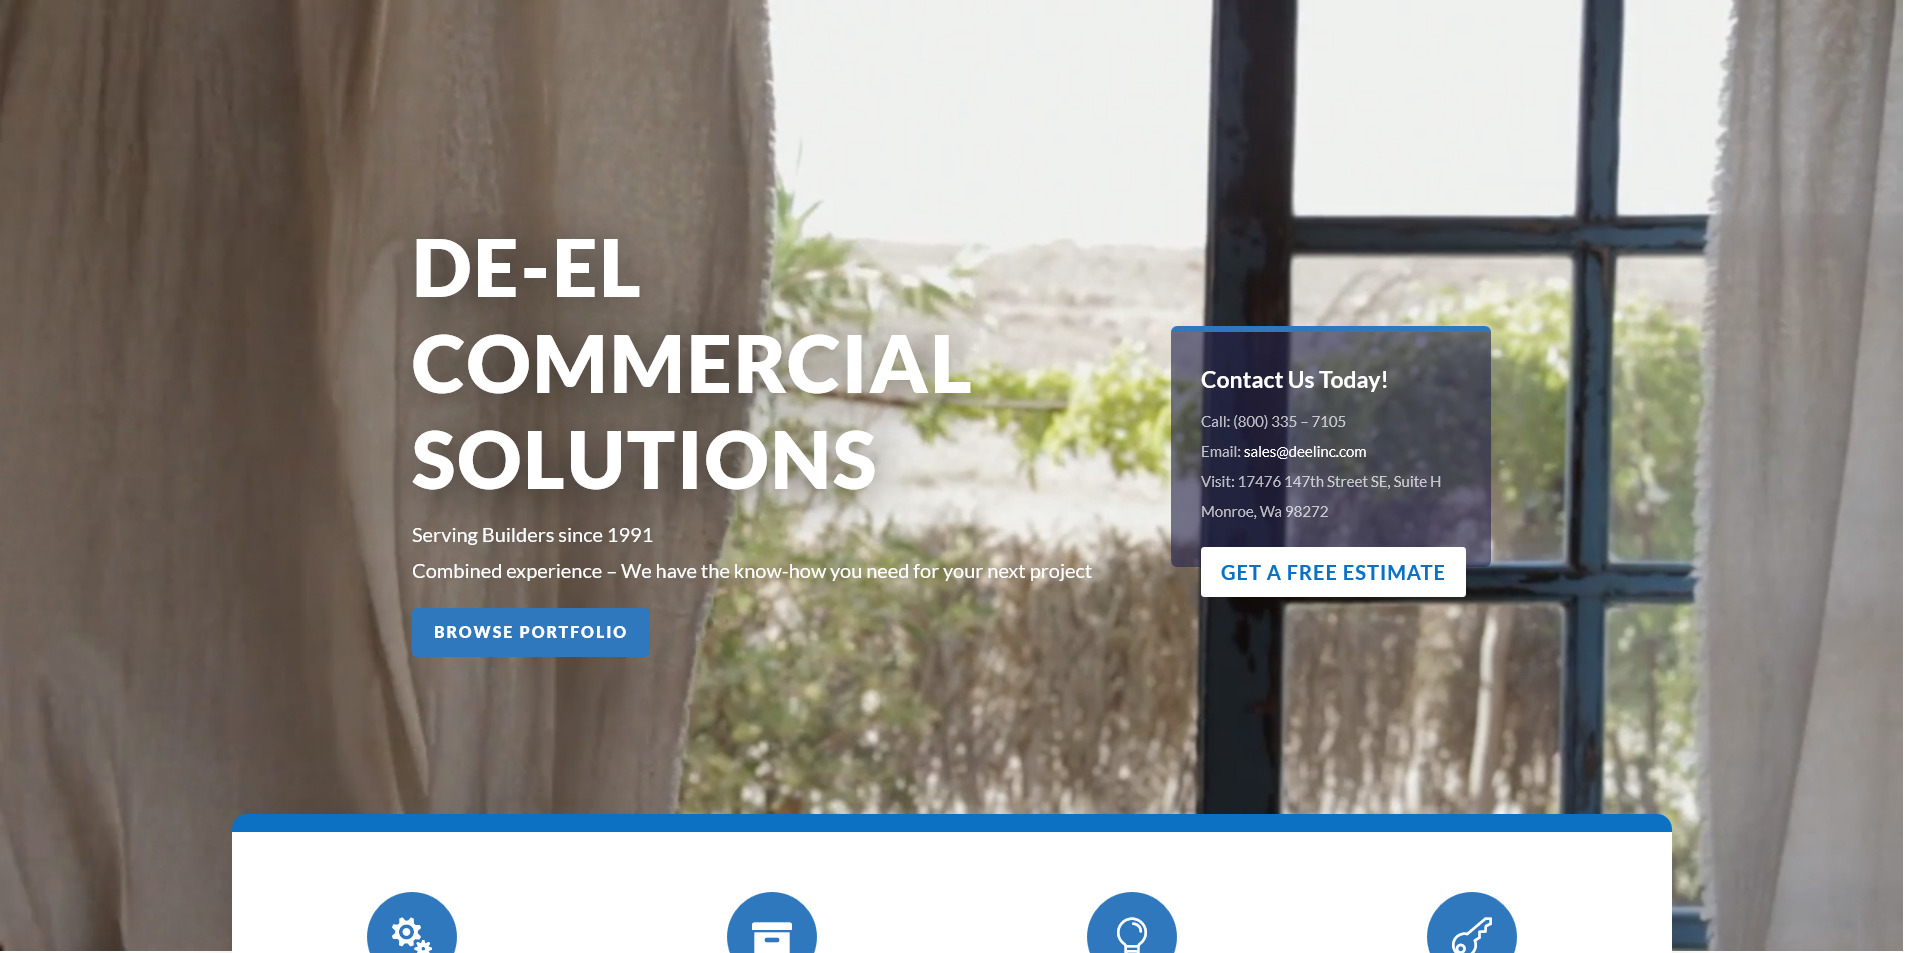 DE-EL
COMMERCIAL
SOLUTIONS
Serving Builders since 1991
Combined experience – We have the know-how you need for your next project
BROWSE PORTFOLIO
Contact Us Today!
Call: (800) 335 – 7105
Email: sales@deelinc.com
Visit: 17476 147th Street SE, Suite H
Monroe, Wa 98272
GET A FREE ESTIMATE